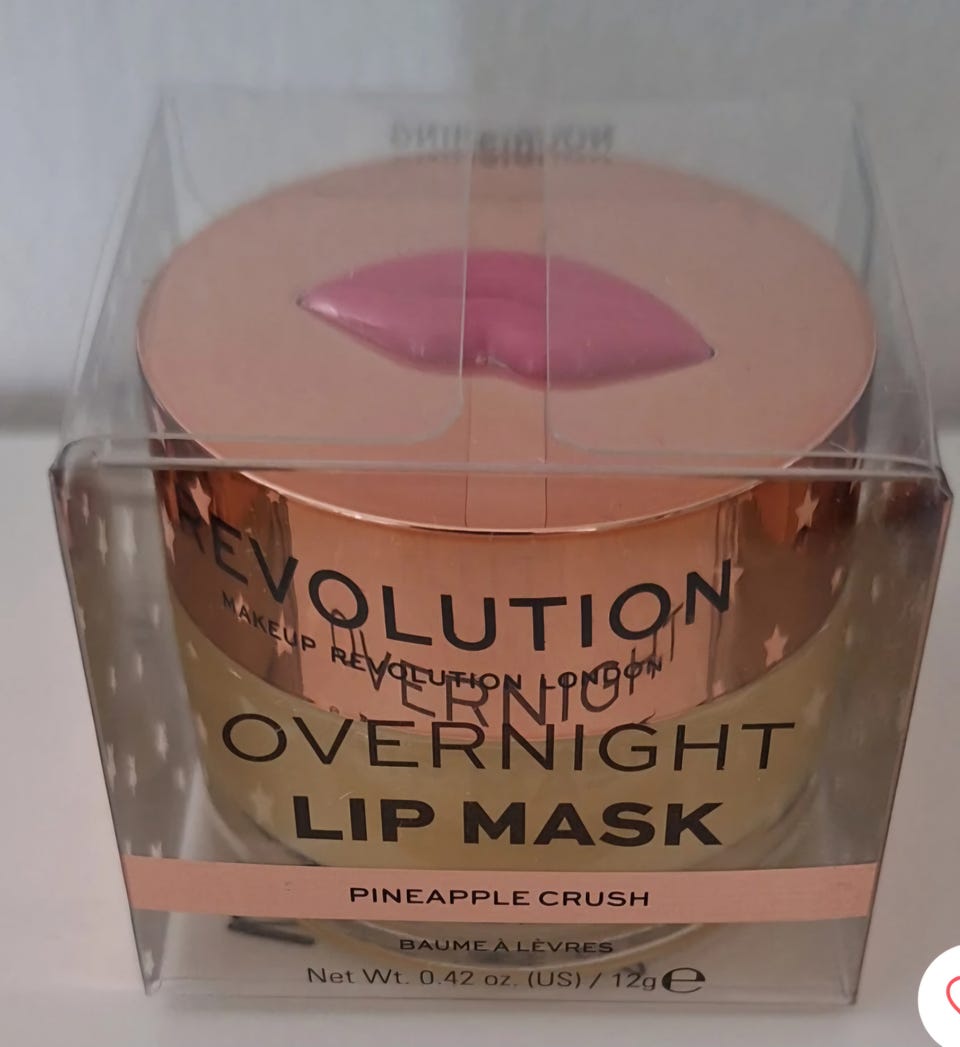 REVOLUTION
MAKEUP REVOLUTION LONDON
OVERNIGHT
LIP MASK
PINEAPPLE CRUSH
BAUME À LÈVRES
Net Wt. 0.42 oz. (US) / 12g ℮